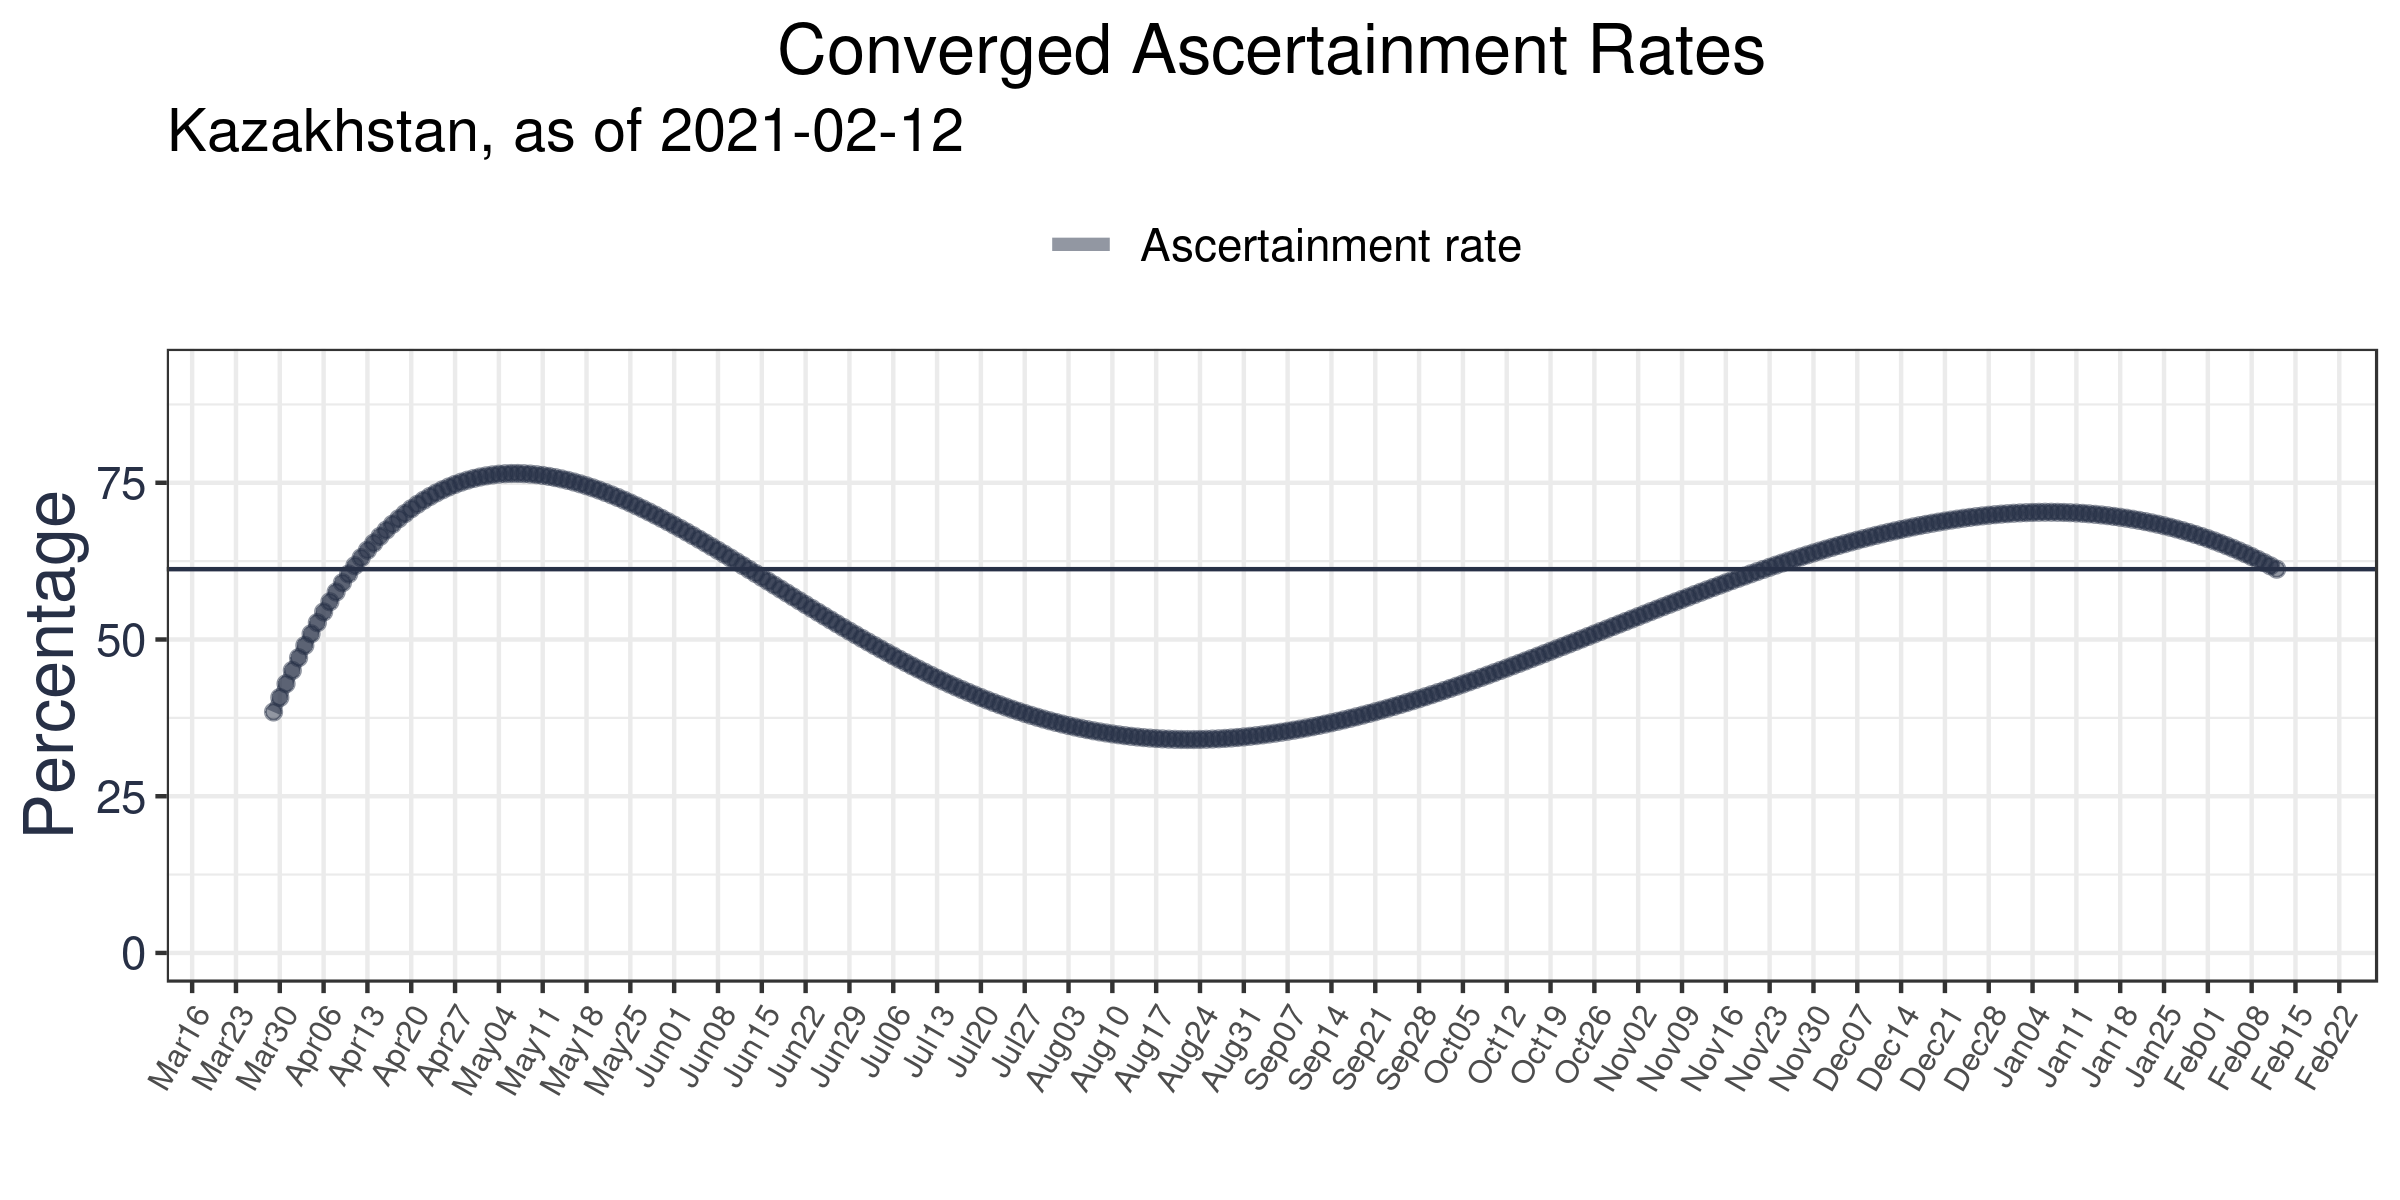 Converged Ascertainment Rates
Kazakhstan, as of 2021-02-12
Ascertainment rate
Percentage
75
50
25
0
Mar16 Mar23 Mar30 Apr06 Apr13 Apr20 Apr27 May04 May11 May18 May25 Jun01 Jun08 Jun15 Jun22 Jun29 Jul06 Jul13 Jul20 Jul27 Aug03 Aug10 Aug17 Aug24 Aug31 Sep07 Sep14 Sep21 Sep28 Oct05 Oct12 Oct19 Oct26 Nov02 Nov09 Nov16 Nov23 Nov30 Dec07 Dec14 Dec21 Dec28 Jan04 Jan11 Jan18 Jan25 Feb01 Feb08 Feb15 Feb22